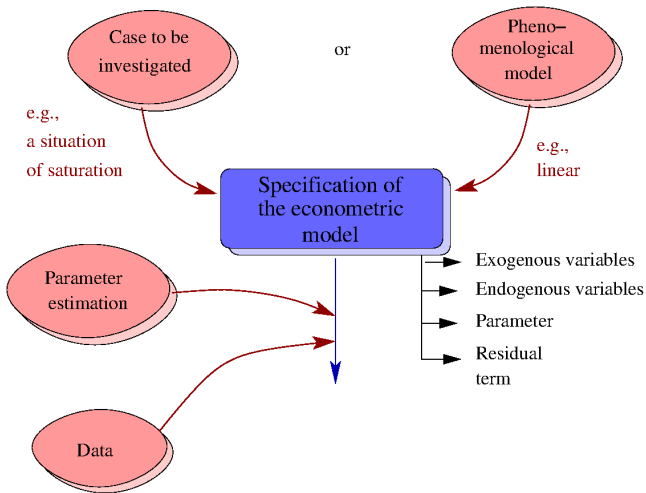 Case to be
investigated
or
Pheno–
menological
model
e.g.,
a situation
of saturation
e.g.,
linear
Specification of
the econometric
model
Exogenous variables
Endogenous variables
Parameter
Residual
term
Parameter
estimation
Data